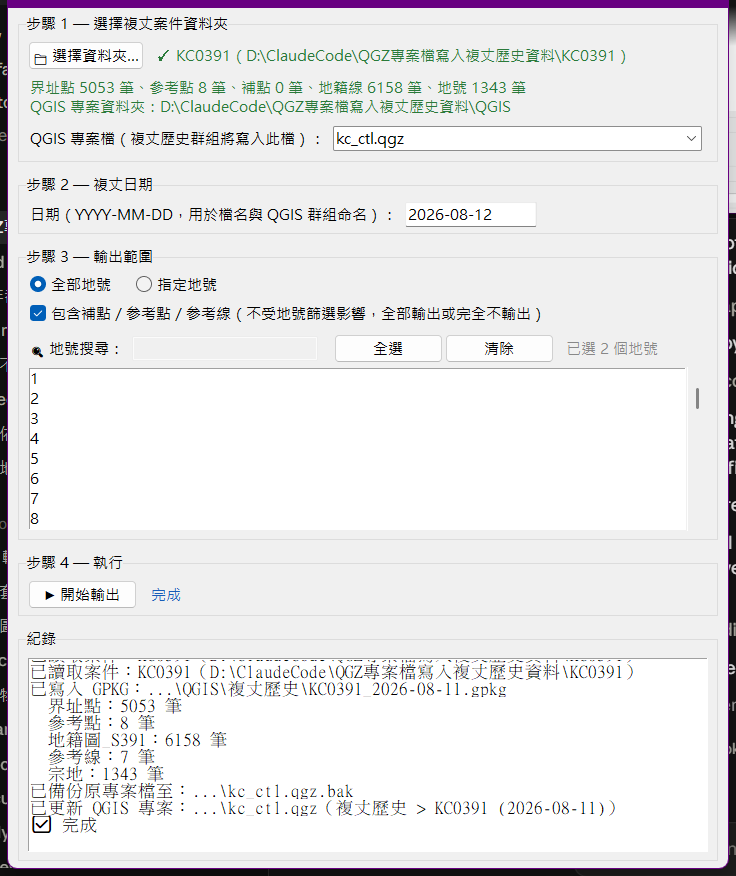 步驟 1 — 選擇複丈案件資料夾
選擇資料夾... ✓ KC0391（D:\ClaudeCode\QGZ專案檔寫入複丈歷史資料\KC0391）
界址點 5053 筆、參考點 8 筆、補點 0 筆、地籍線 6158 筆、地號 1343 筆
QGIS 專案資料夾：D:\ClaudeCode\QGZ專案檔寫入複丈歷史資料\QGIS
QGIS 專案檔（複丈歷史群組將寫入此檔）： kc_ctl.qgz
步驟 2 — 複丈日期
日期（YYYY-MM-DD，用於檔名與 QGIS 群組命名）： 2026-08-12
步驟 3 — 輸出範圍
全部地號 指定地號
包含補點 / 參考點 / 參考線（不受地號篩選影響，全部輸出或完全不輸出）
地號搜尋： 全選 清除 已選 2 個地號
1
2
3
4
5
6
7
8
步驟 4 — 執行
▶ 開始輸出 完成
紀錄
已讀取案件：KC0391（D:\ClaudeCode\QGZ專案檔寫入複丈歷史資料\KC0391）
已寫入 GPKG：...\QGIS\複丈歷史\KC0391_2026-08-11.gpkg
界址點：5053 筆
參考點：8 筆
地籍圖_S391：6158 筆
參考線：7 筆
宗地：1343 筆
已備份原專案檔至：...\kc_ctl.qgz.bak
已更新 QGIS 專案：...\kc_ctl.qgz（複丈歷史 > KC0391 (2026-08-11)）
☑ 完成